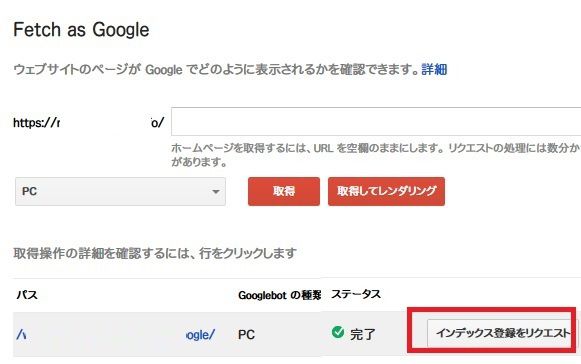 Fetch as Google
ウェブサイトのページが Google でどのように表示されるかを確認できます。詳細
https://
ホームページを取得するには、URL を空欄のままにします。リクエストの処理には数分か
があります。
PC 取得 取得してレンダリング
取得操作の詳細を確認するには、行をクリックします
パス Googlebot の種類 ステータス
ogle/ PC 完了 インデックス登録をリクエスト